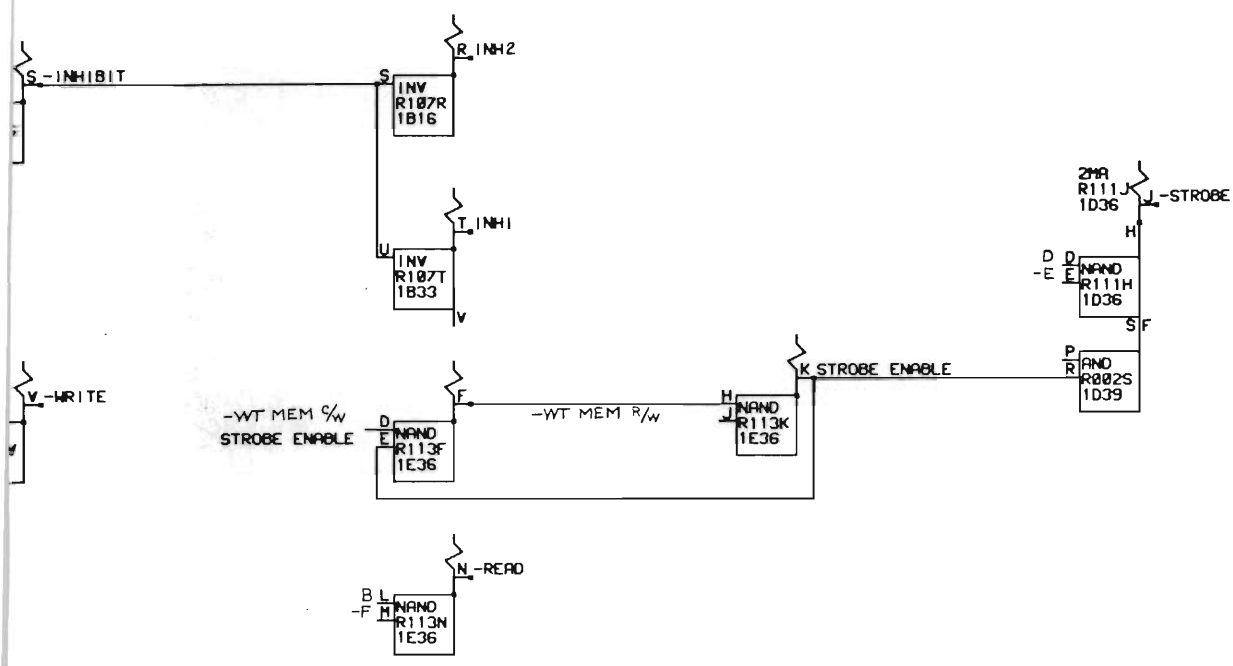 R INH2
S -INHIBIT
S
INV
R107R
1B16
2MA
R111J
1D36
J -STROBE
H
T INH1
U
INV
R107T
1B33
V
D D
-E E
NAND
R111H
1D36
S F
P
R
AND
R002S
1D39
K STROBE ENABLE
V -WRITE
F
-WT MEM C/W
STROBE ENABLE
D
E
NAND
R113F
1E36
-WT MEM R/W
H
J
NAND
R113K
1E36
N -READ
B L
-F M
NAND
R113N
1E36